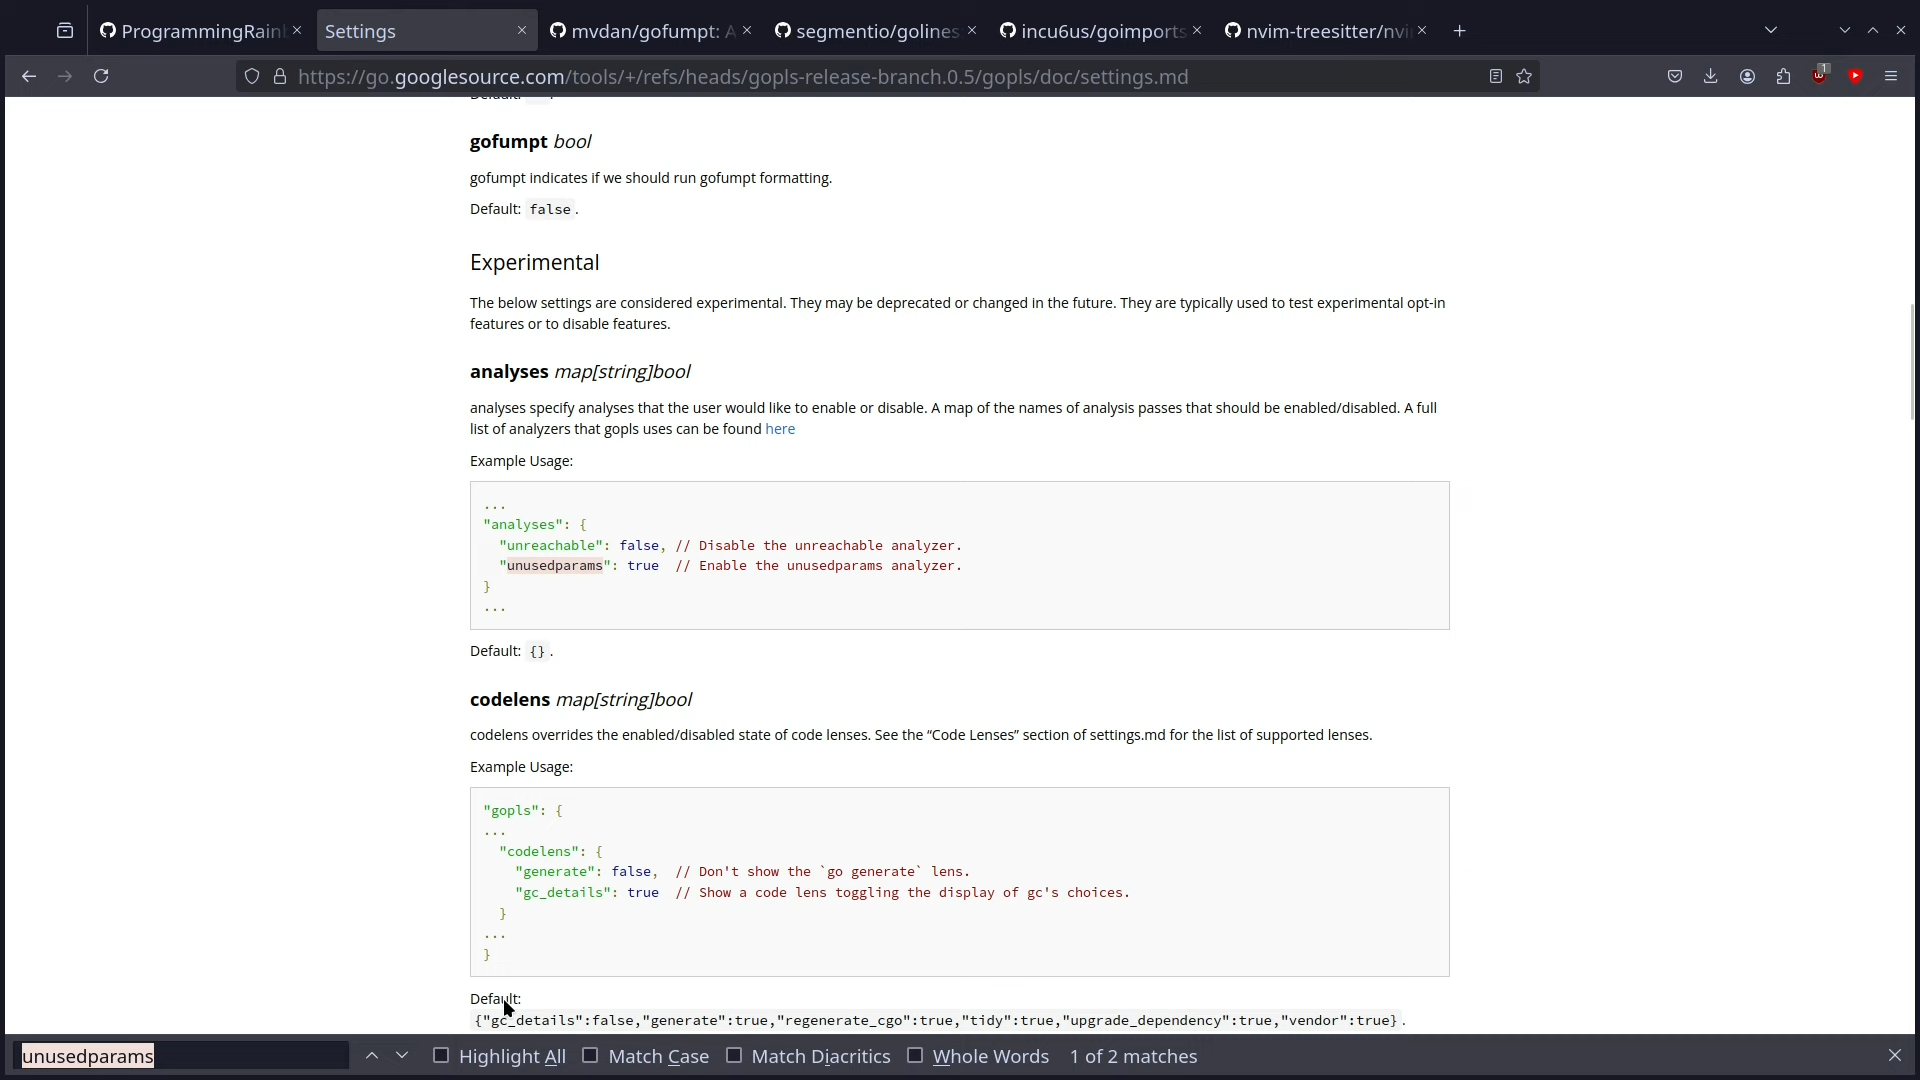 ProgrammingRainb
Settings
mvdan/gofumpt: A
segmentio/golines
incu6us/goimports
nvim-treesitter/nvi
https://go.googlesource.com/tools/+/refs/heads/gopls-release-branch.0.5/gopls/doc/settings.md
1
gofumpt bool
gofumpt indicates if we should run gofumpt formatting.
Default: false.
Experimental
The below settings are considered experimental. They may be deprecated or changed in the future. They are typically used to test experimental opt-in
features or to disable features.
analyses map[string]bool
analyses specify analyses that the user would like to enable or disable. A map of the names of analysis passes that should be enabled/disabled. A full
list of analyzers that gopls uses can be found here
Example Usage:
...
"analyses": {
"unreachable": false, // Disable the unreachable analyzer.
"unusedparams": true // Enable the unusedparams analyzer.
}
...
Default: {}.
codelens map[string]bool
codelens overrides the enabled/disabled state of code lenses. See the “Code Lenses” section of settings.md for the list of supported lenses.
Example Usage:
"gopls": {
...
"codelens": {
"generate": false, // Don't show the `go generate` lens.
"gc_details": true // Show a code lens toggling the display of gc's choices.
}
...
}
Default:
{"gc_details":false,"generate":true,"regenerate_cgo":true,"tidy":true,"upgrade_dependency":true,"vendor":true}.
unusedparams
Highlight All
Match Case
Match Diacritics
Whole Words
1 of 2 matches